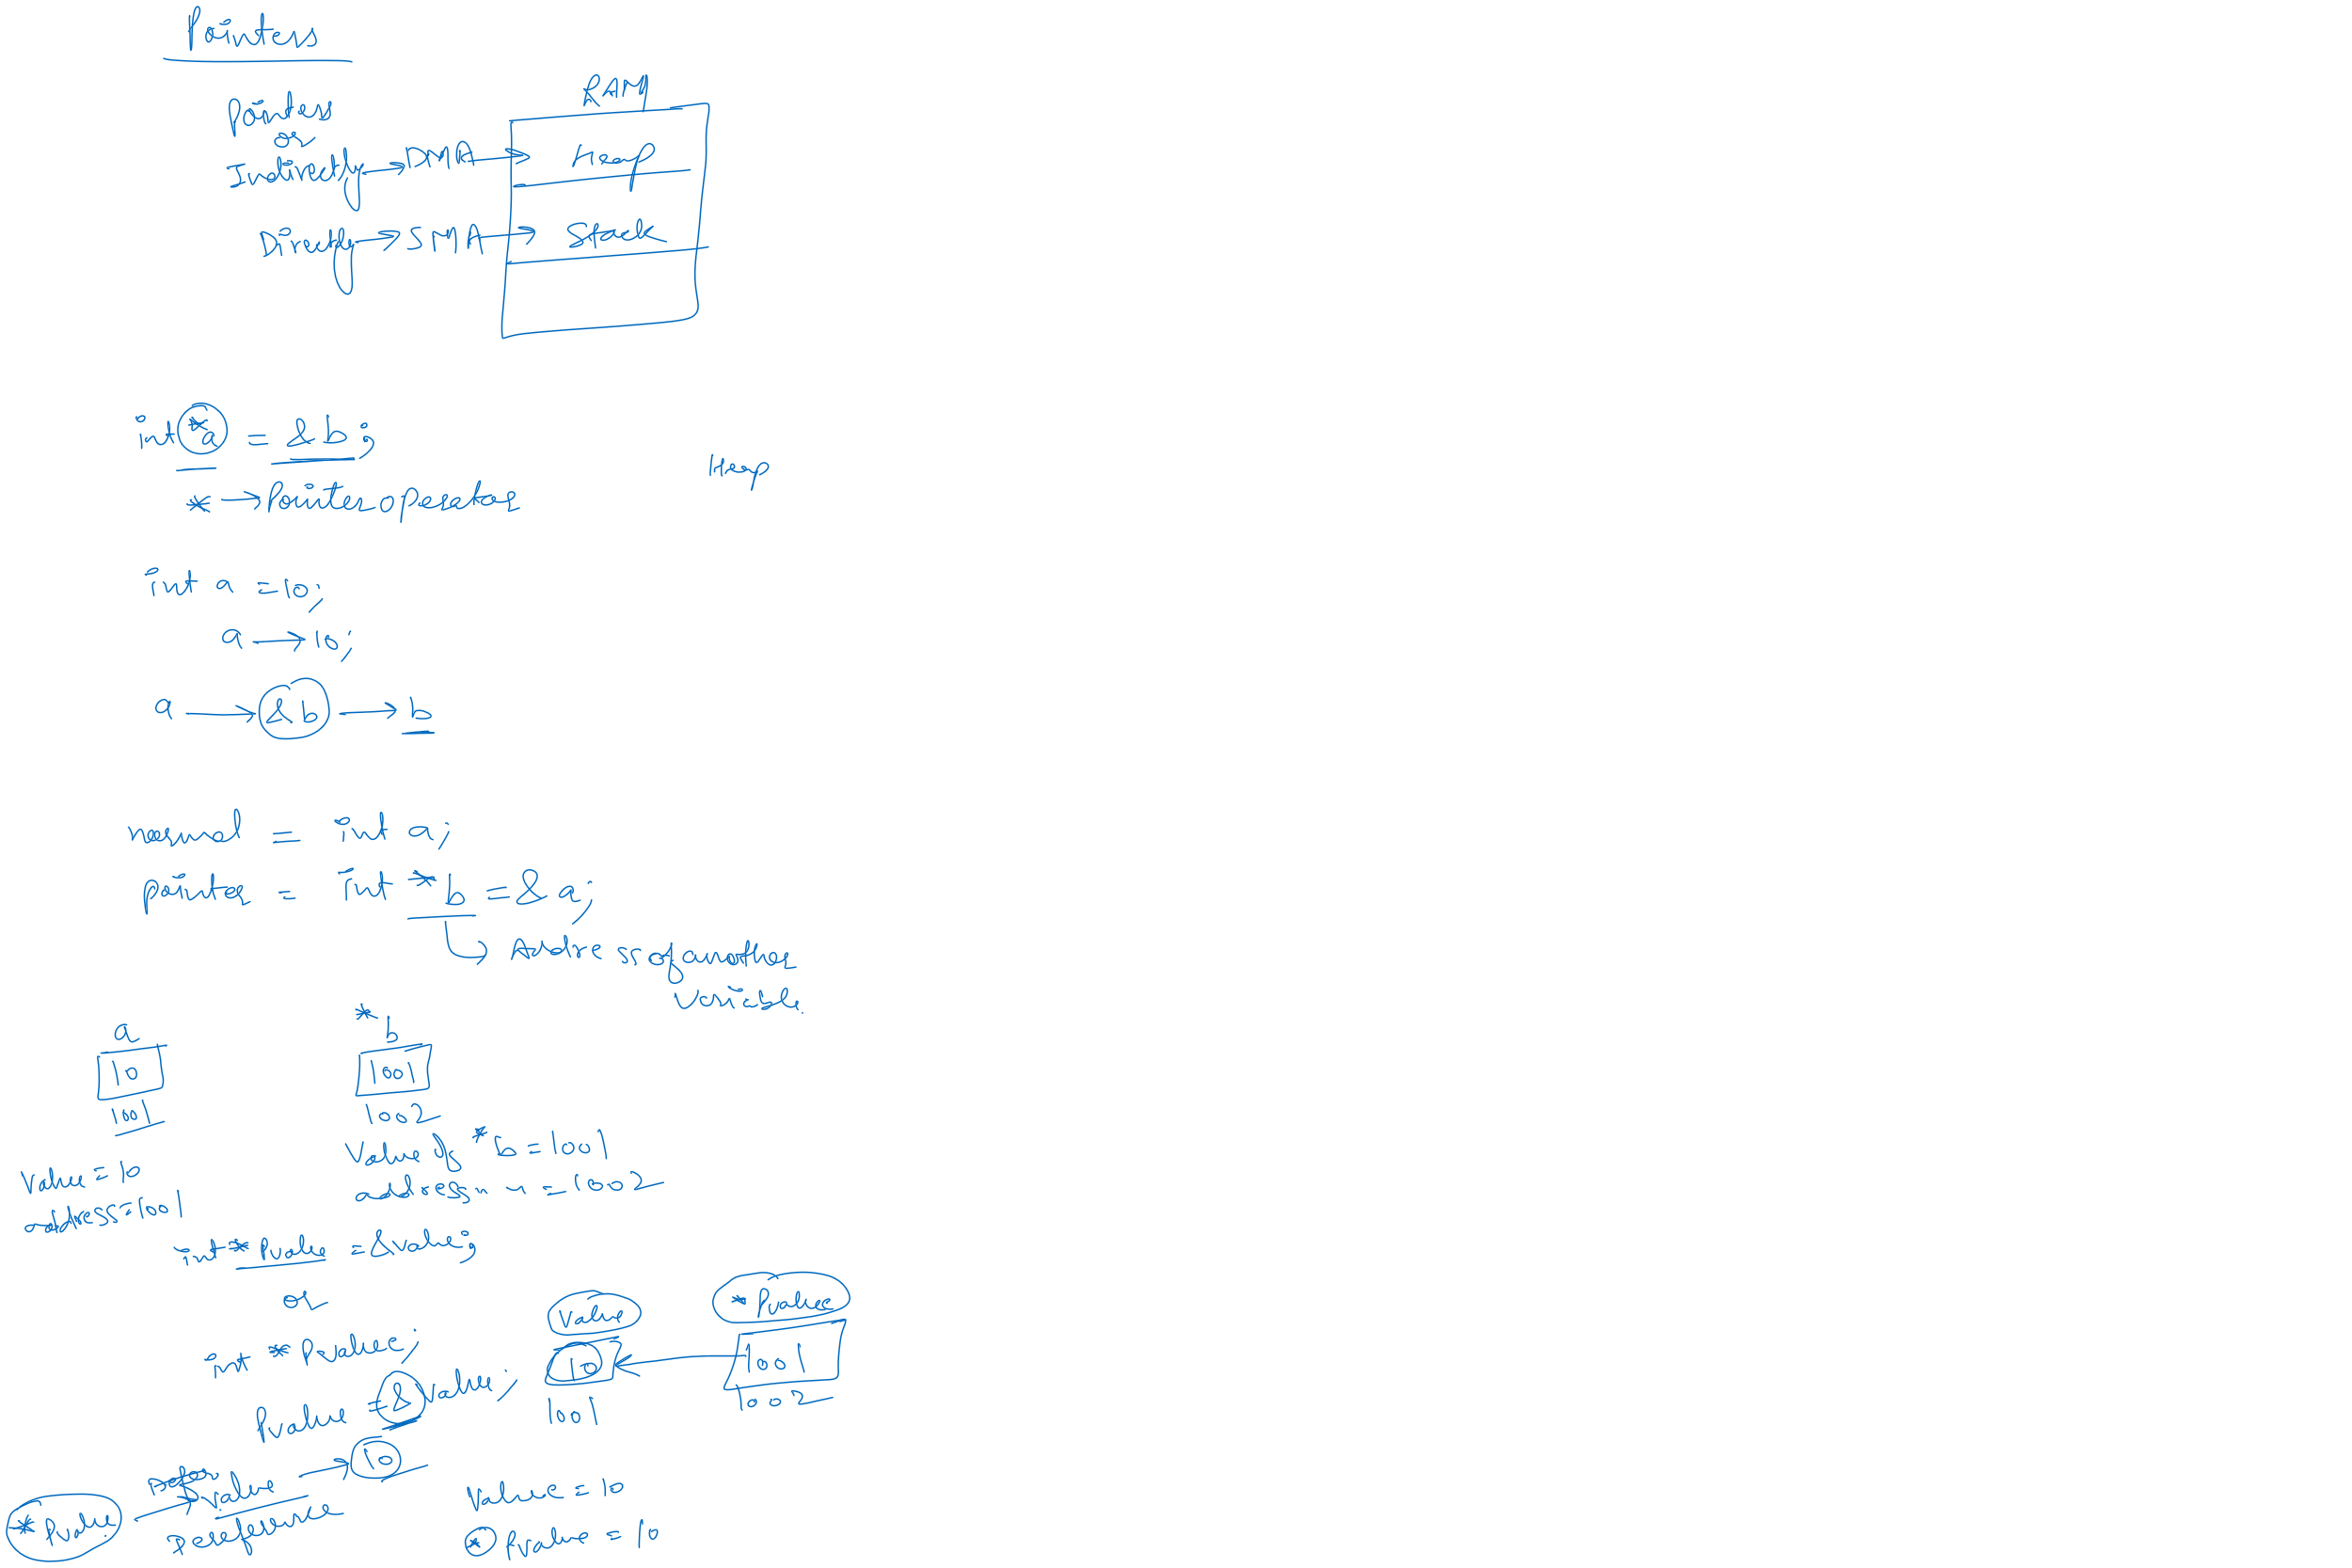 Pointers
RAM
Pointers
or
Indirectly → DMA → Heap
Directly → SMA → Stack
int *a = &b;
Heap
* → Pointer operator
int a = 10;
a → 10;
a → &b → b
normal = int a;
Pointer = int *b = &a;
Address of another
variable.
a
*b
10
1001
1001
1002
Value of *b = 1001
Value = 10
address = 1002
address = 1001
int *Pvalue = &value;
or
Value
* Pvalue
int * Pvalue;
10
1001
Pvalue = &value;
1001
1002
10
* Pvalue
Value = 10
* Pvalue = 10